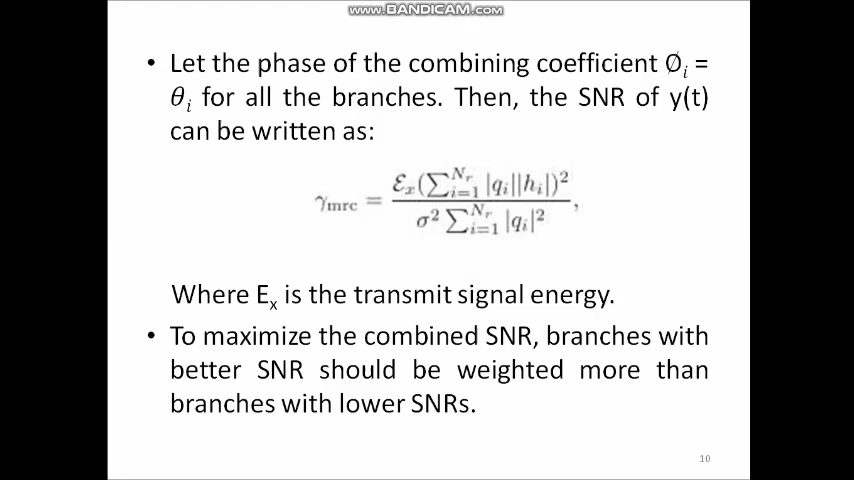 WWW.BANDICAM.COM
• Let the phase of the combining coefficient Ø_i =
θ_i for all the branches. Then, the SNR of y(t)
can be written as:
γ_mrc = ℰ_x(∑_{i=1}^{N_r} |q_i||h_i|)^2 / σ^2 ∑_{i=1}^{N_r} |q_i|^2 ,
Where E_x is the transmit signal energy.
• To maximize the combined SNR, branches with
better SNR should be weighted more than
branches with lower SNRs.
10